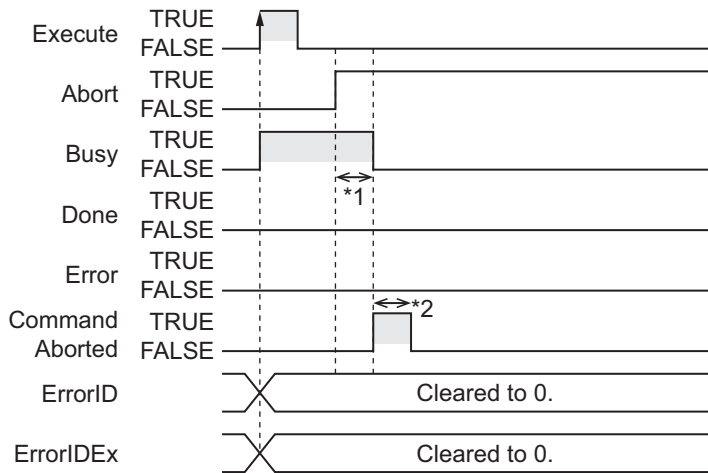 Execute TRUE
FALSE
Abort TRUE
FALSE
Busy TRUE
FALSE
*1
Done TRUE
FALSE
Error TRUE
FALSE
*2
Command TRUE
Aborted FALSE
ErrorID Cleared to 0.
ErrorIDEx Cleared to 0.